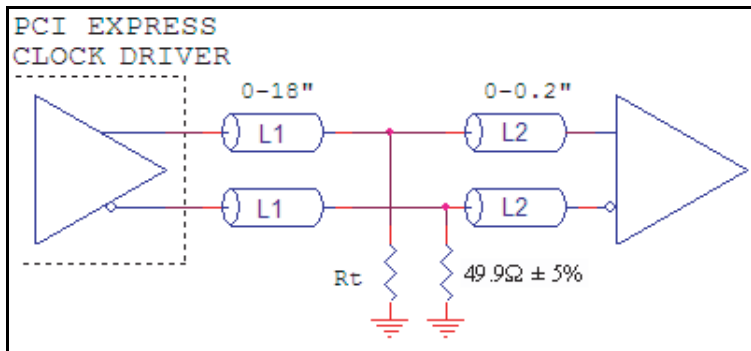 PCI EXPRESS
CLOCK DRIVER
0-18"
0-0.2"
L1
L2
L1
L2
Rt
49.9Ω ± 5%